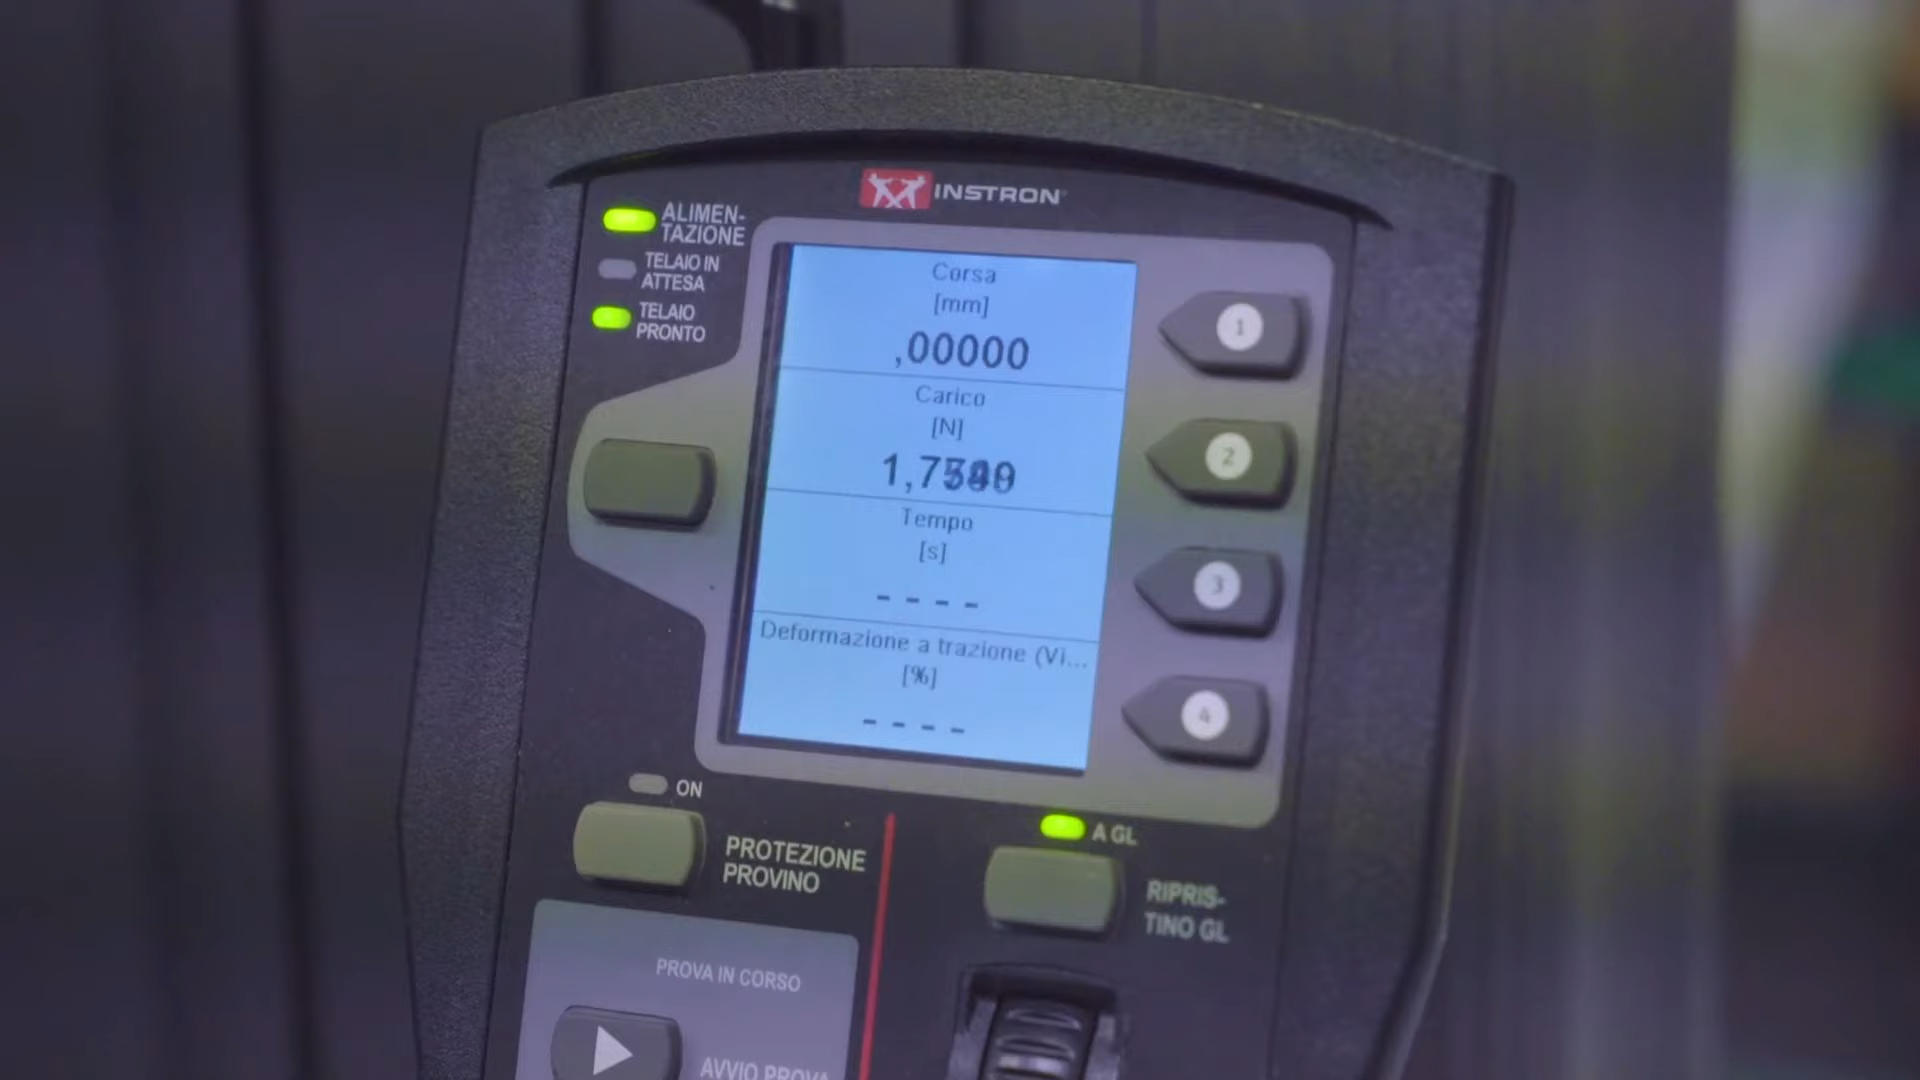 INSTRON
ALIMEN-
TAZIONE
TELAIO IN
ATTESA
TELAIO
PRONTO
Corsa
[mm]
,00000
Carico
[N]
Tempo
[s]
- - - -
Deformazione a trazione (Vi...
[%]
- - - -
1
2
3
4
ON
PROTEZIONE
PROVINO
A GL
RIPRIS-
TINO GL
PROVA IN CORSO
AVVIO PROVA